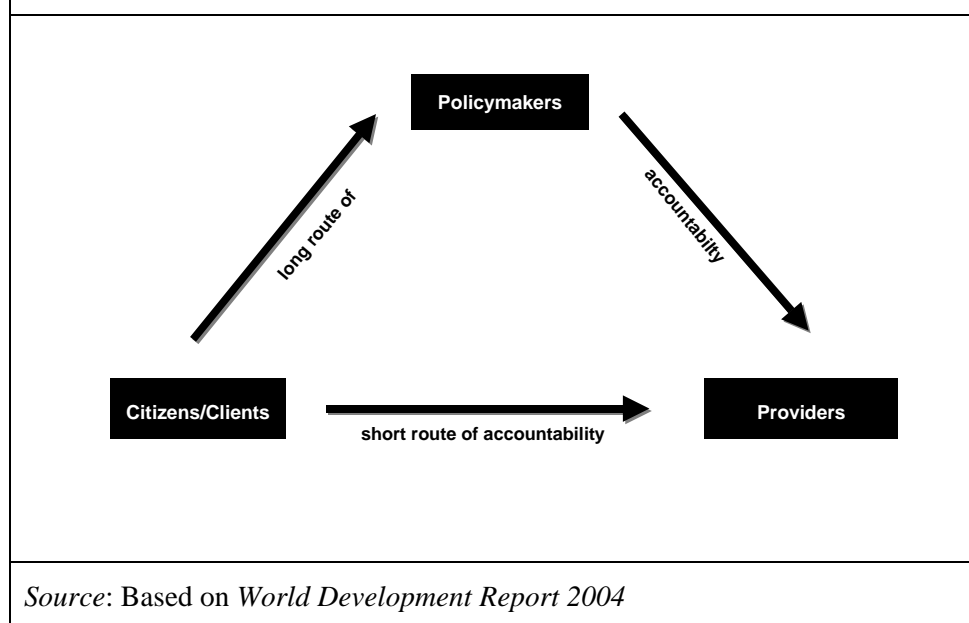 Policymakers
long route of
accountabilty
Citizens/Clients
short route of accountability
Providers
Source: Based on World Development Report 2004